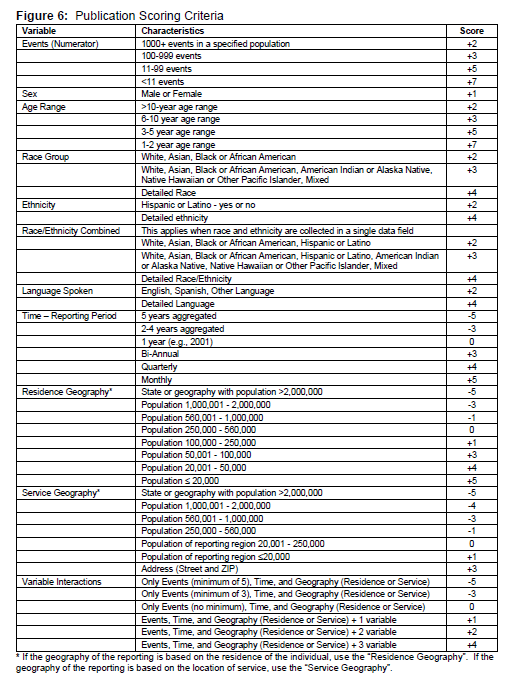 Figure 6: Publication Scoring Criteria
Variable Characteristics Score
Events (Numerator) 1000+ events in a specified population +2
100-999 events +3
11-99 events +5
<11 events +7
Sex Male or Female +1
Age Range >10-year age range +2
6-10 year age range +3
3-5 year age range +5
1-2 year age range +7
Race Group White, Asian, Black or African American +2
White, Asian, Black or African American, American Indian or Alaska Native, +3
Native Hawaiian or Other Pacific Islander, Mixed
Detailed Race +4
Ethnicity Hispanic or Latino - yes or no +2
Detailed ethnicity +4
Race/Ethnicity Combined This applies when race and ethnicity are collected in a single data field
White, Asian, Black or African American, Hispanic or Latino +2
White, Asian, Black or African American, Hispanic or Latino, American Indian +3
or Alaska Native, Native Hawaiian or Other Pacific Islander, Mixed
Detailed Race/Ethnicity +4
Language Spoken English, Spanish, Other Language +2
Detailed Language +4
Time – Reporting Period 5 years aggregated -5
2-4 years aggregated -3
1 year (e.g., 2001) 0
Bi-Annual +3
Quarterly +4
Monthly +5
Residence Geography* State or geography with population >2,000,000 -5
Population 1,000,001 - 2,000,000 -3
Population 560,001 - 1,000,000 -1
Population 250,000 - 560,000 0
Population 100,000 - 250,000 +1
Population 50,001 - 100,000 +3
Population 20,001 - 50,000 +4
Population ≤ 20,000 +5
Service Geography* State or geography with population >2,000,000 -5
Population 1,000,001 - 2,000,000 -4
Population 560,001 - 1,000,000 -3
Population 250,000 - 560,000 -1
Population of reporting region 20,001 - 250,000 0
Population of reporting region ≤20,000 +1
Address (Street and ZIP) +3
Variable Interactions Only Events (minimum of 5), Time, and Geography (Residence or Service) -5
Only Events (minimum of 3), Time, and Geography (Residence or Service) -3
Only Events (no minimum), Time, and Geography (Residence or Service) 0
Events, Time, and Geography (Residence or Service) + 1 variable +1
Events, Time, and Geography (Residence or Service) + 2 variable +2
Events, Time, and Geography (Residence or Service) + 3 variable +4
* If the geography of the reporting is based on the residence of the individual, use the "Residence Geography". If the
geography of the reporting is based on the location of service, use the "Service Geography".